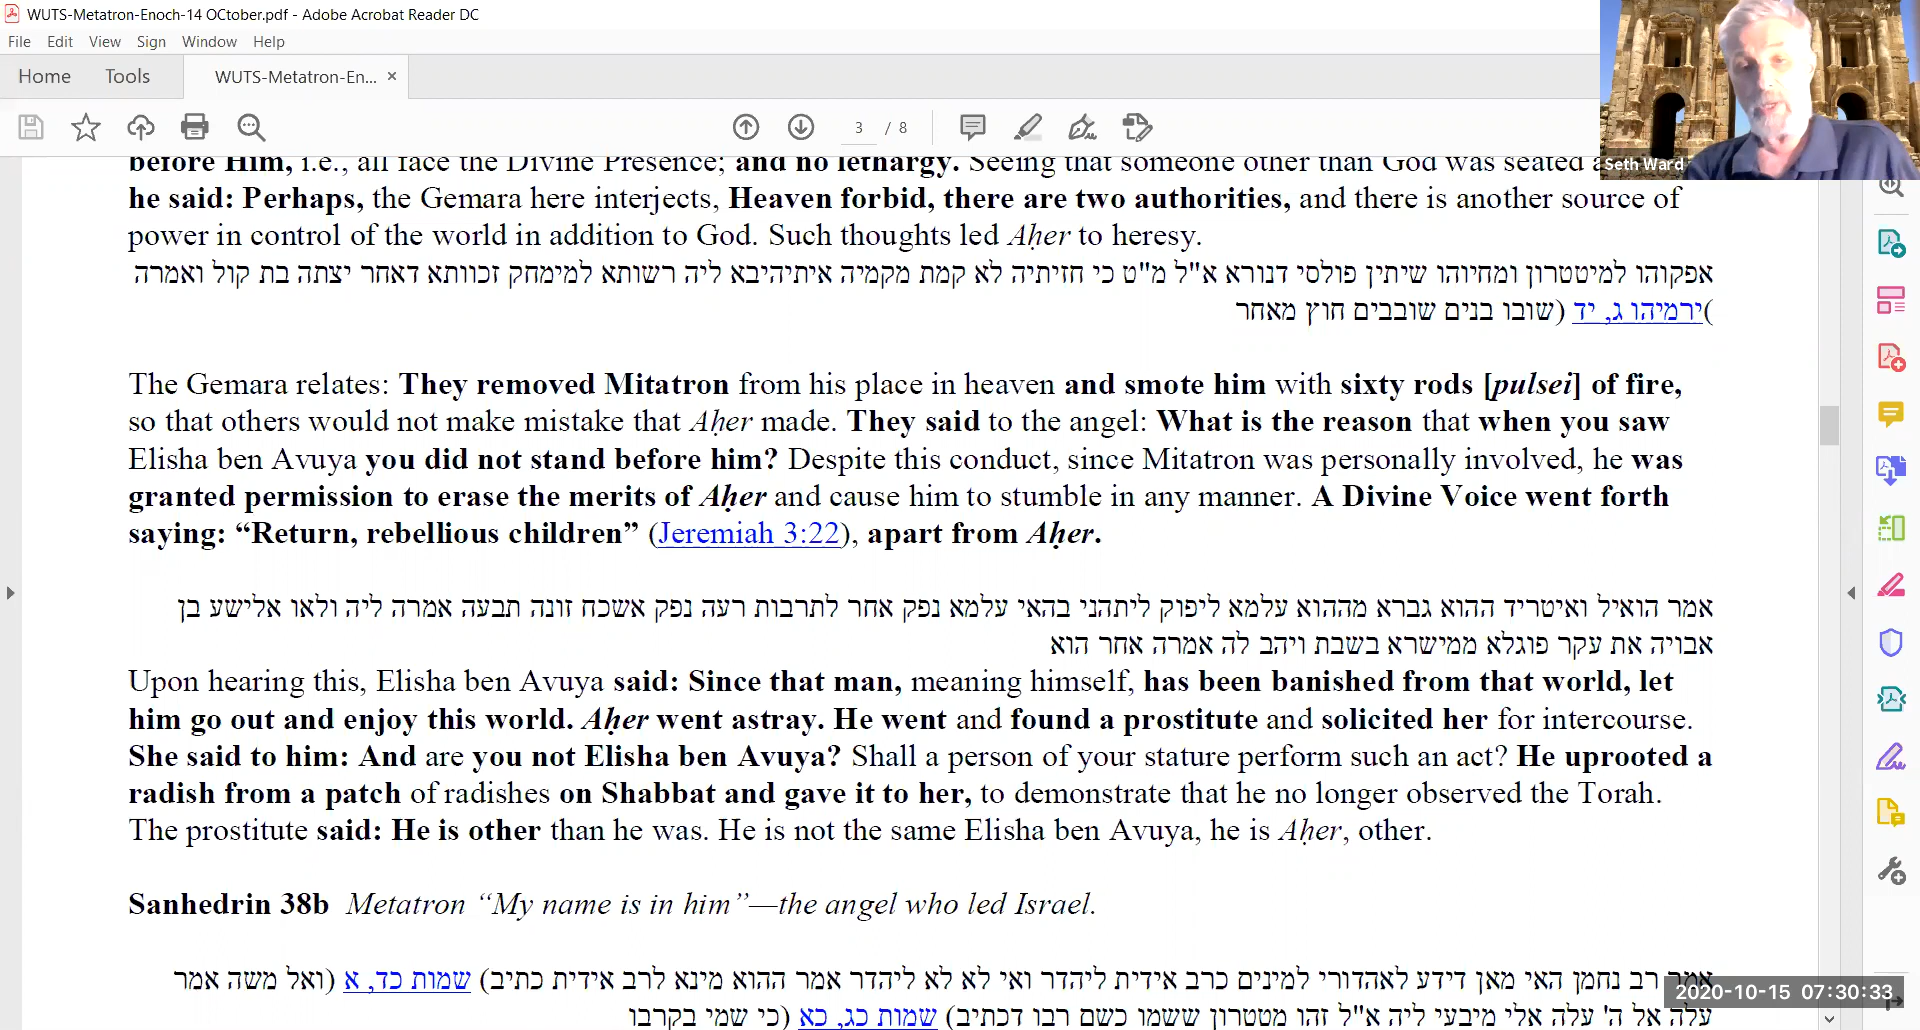 WUTS-Metatron-Enoch-14 OCtober.pdf - Adobe Acrobat Reader DC
File Edit View Sign Window Help
Home Tools WUTS-Metatron-En... ×
3 / 8
Seth Ward
before Him, i.e., all face the Divine Presence; and no lethargy. Seeing that someone other than God was seated
he said: Perhaps, the Gemara here interjects, Heaven forbid, there are two authorities, and there is another source of
power in control of the world in addition to God. Such thoughts led Aḥer to heresy.
אפקוהו למיטטרון ומחיוהו שיתין פולסי דנורא א"ל מ"ט כי חזיתיה לא קמת מקמיה איתיהיבא ליה רשותא למימחק זכוותא דאחר יצתה בת קול ואמרה
)ירמיהו ג, יד (שובו בנים שובבים חוץ מאחר
The Gemara relates: They removed Mitatron from his place in heaven and smote him with sixty rods [pulsei] of fire,
so that others would not make mistake that Aḥer made. They said to the angel: What is the reason that when you saw
Elisha ben Avuya you did not stand before him? Despite this conduct, since Mitatron was personally involved, he was
granted permission to erase the merits of Aḥer and cause him to stumble in any manner. A Divine Voice went forth
saying: “Return, rebellious children” (Jeremiah 3:22), apart from Aḥer.
אמר הואיל ואיטריד ההוא גברא מההוא עלמא ליפוק ליתהני בהאי עלמא נפק אחר לתרבות רעה נפק אשכח זונה תבעה אמרה ליה ולאו אלישע בן
אבויה את עקר פוגלא ממישרא בשבת ויהב לה אמרה אחר הוא
Upon hearing this, Elisha ben Avuya said: Since that man, meaning himself, has been banished from that world, let
him go out and enjoy this world. Aḥer went astray. He went and found a prostitute and solicited her for intercourse.
She said to him: And are you not Elisha ben Avuya? Shall a person of your stature perform such an act? He uprooted a
radish from a patch of radishes on Shabbat and gave it to her, to demonstrate that he no longer observed the Torah.
The prostitute said: He is other than he was. He is not the same Elisha ben Avuya, he is Aḥer, other.
Sanhedrin 38b Metatron “My name is in him”—the angel who led Israel.
אמר רב נחמן האי מאן דידע לאהדורי למינים כרב אידית ליהדר ואי לא לא ליהדר אמר ההוא מינא לרב אידית כתיב) שמות כד, א (ואל משה אמר
עלה אל ה' עלה אלי מיבעי ליה א"ל זהו מטטרון ששמו כשם רבו דכתיב) שמות כג, כא (כי שמי בקרבו
2020-10-15 07:30:33